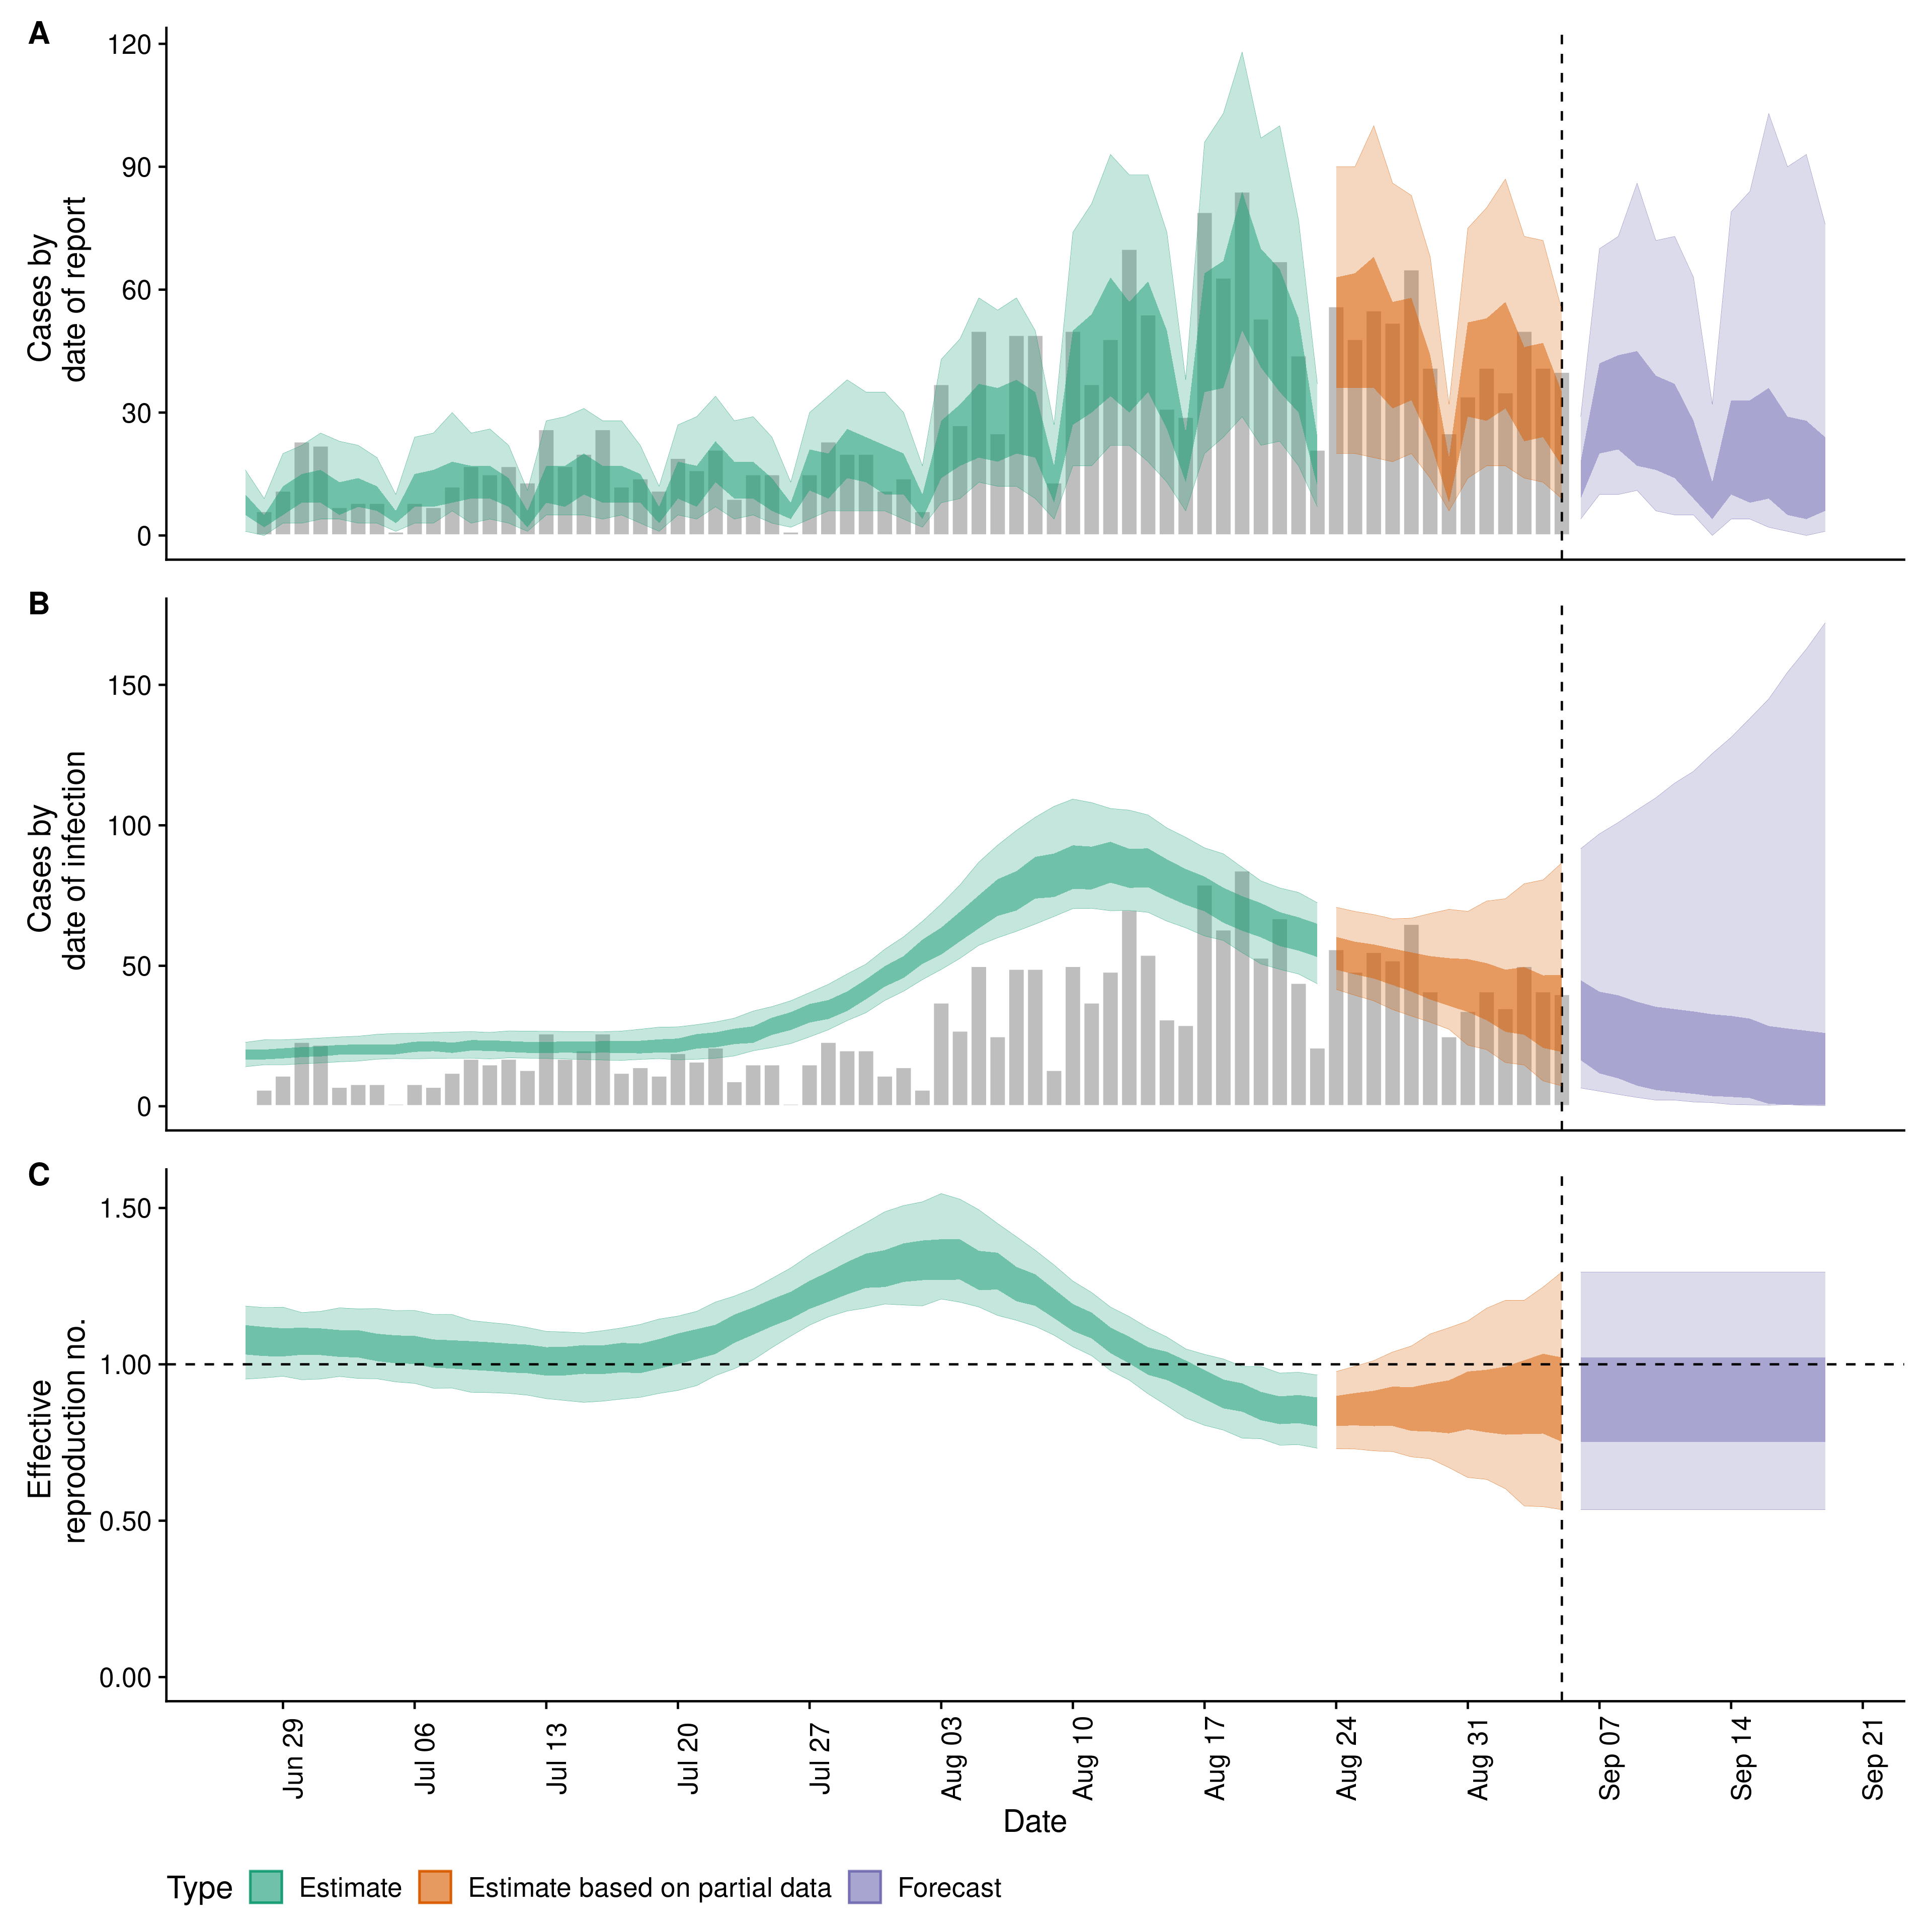 A
120
90
60
30
0
Cases by
date of report
B
150
100
50
0
Cases by
date of infection
C
1.50
1.00
0.50
0.00
Effective
reproduction no.
Jun 29
Jul 06
Jul 13
Jul 20
Jul 27
Aug 03
Aug 10
Aug 17
Aug 24
Aug 31
Sep 07
Sep 14
Sep 21
Date
Type Estimate Estimate based on partial data Forecast